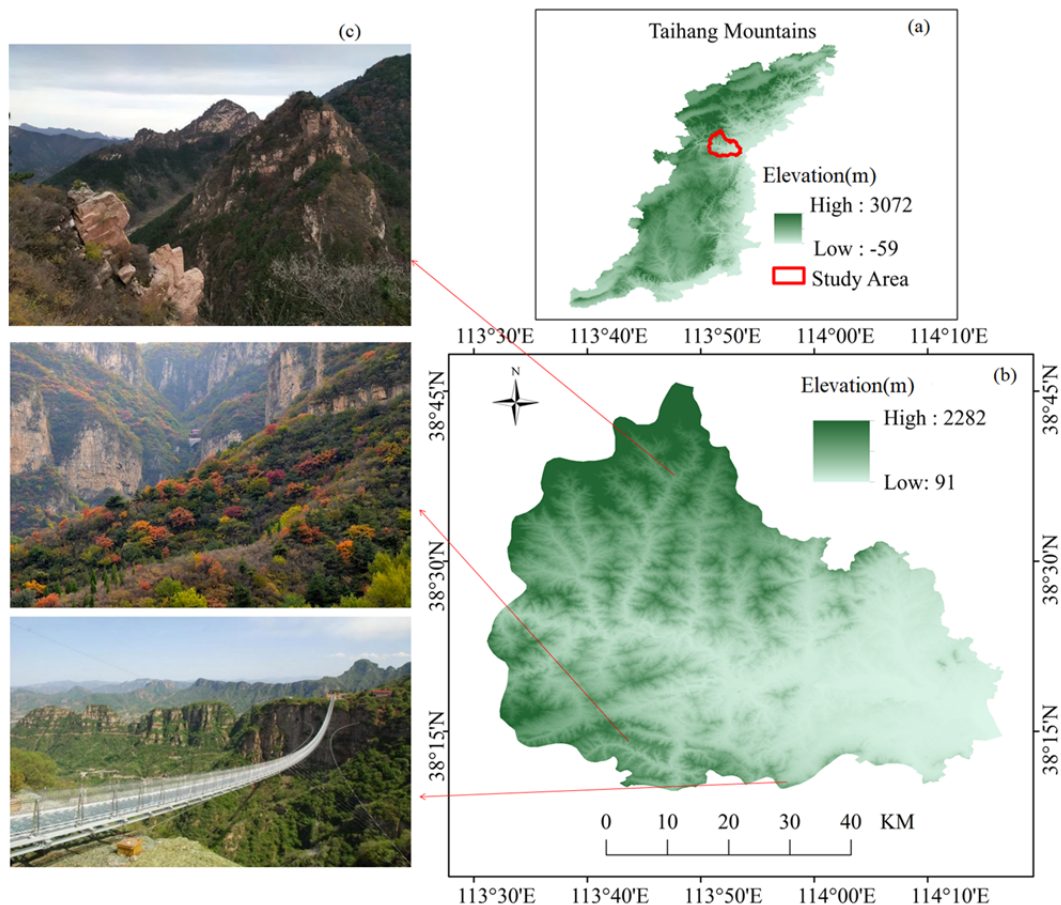 (c)
Taihang Mountains
(a)
Elevation(m)
High : 3072
Low : -59
Study Area
113°30'E 113°40'E 113°50'E 114°00'E 114°10'E
(b)
N
Elevation(m)
High : 2282
Low: 91
38°45'N 38°45'N
38°30'N 38°30'N
38°15'N 38°15'N
0 10 20 30 40 KM
113°30'E 113°40'E 113°50'E 114°00'E 114°10'E